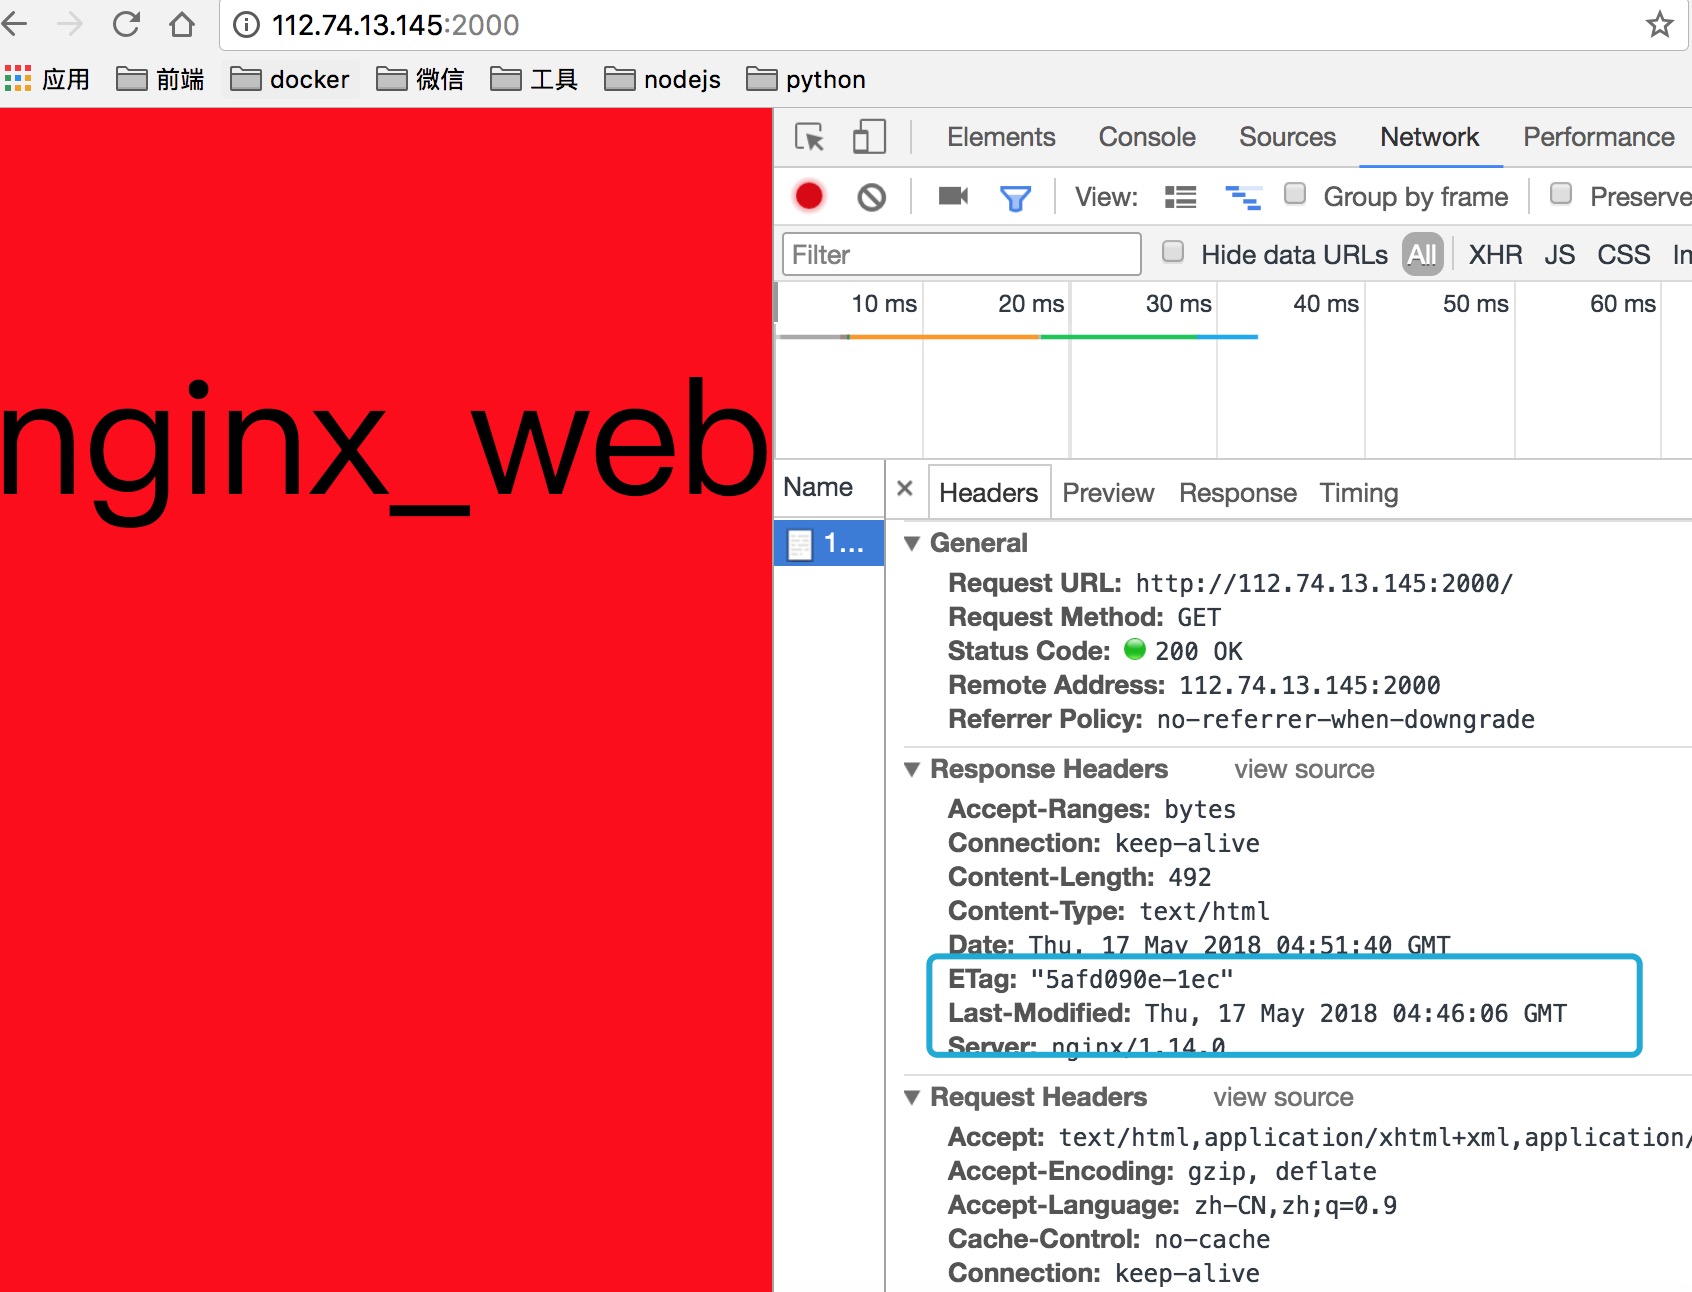 112.74.13.145:2000
应用 前端 docker 微信 工具 nodejs python
nginx_web
Elements Console Sources Network Performance
View: Group by frame Preserve
Filter Hide data URLs All XHR JS CSS
10 ms 20 ms 30 ms 40 ms 50 ms 60 ms
Name × Headers Preview Response Timing
1...
General
Request URL: http://112.74.13.145:2000/
Request Method: GET
Status Code: 200 OK
Remote Address: 112.74.13.145:2000
Referrer Policy: no-referrer-when-downgrade
Response Headers view source
Accept-Ranges: bytes
Connection: keep-alive
Content-Length: 492
Content-Type: text/html
Date: Thu, 17 May 2018 04:51:40 GMT
ETag: "5afd090e-1ec"
Last-Modified: Thu, 17 May 2018 04:46:06 GMT
Server: nginx/1.14.0
Request Headers view source
Accept: text/html,application/xhtml+xml,application/
Accept-Encoding: gzip, deflate
Accept-Language: zh-CN,zh;q=0.9
Cache-Control: no-cache
Connection: keep-alive